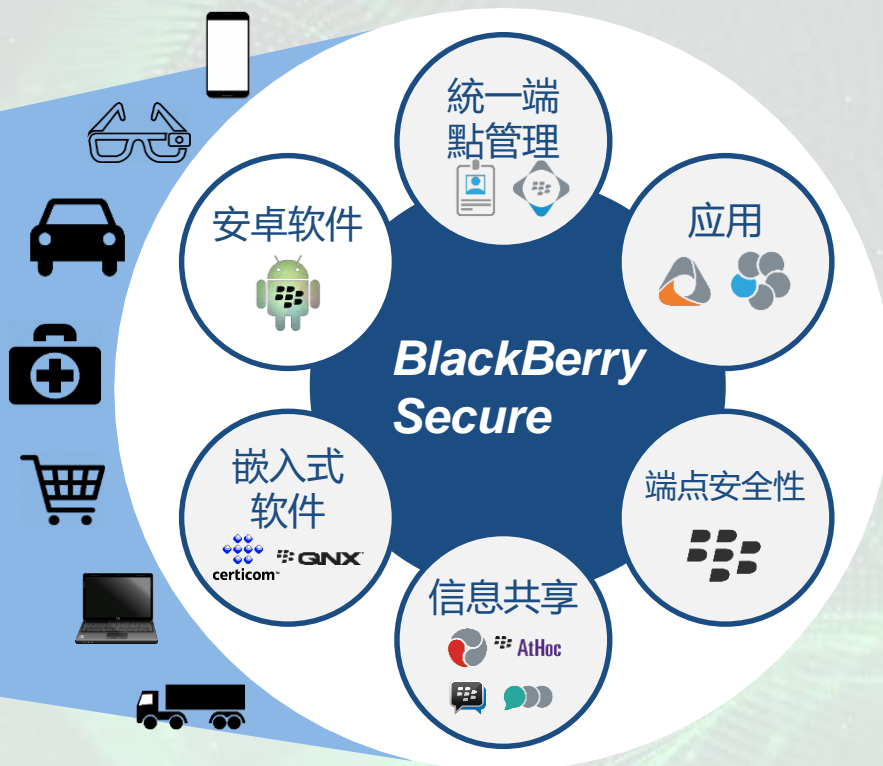 統一端
點管理
安卓软件
应用
BlackBerry
Secure
嵌入式
软件
certicom™
QNX
端点安全性
信息共享
AtHoc